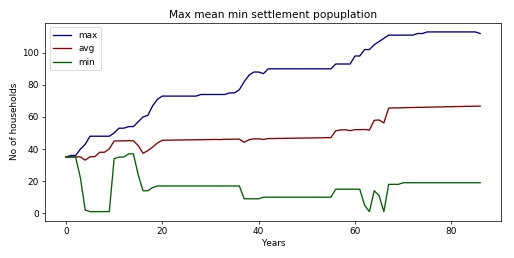 Max mean min settlement popuplation
max
avg
min
No of households
100
80
60
40
20
0
0 20 40 60 80
Years